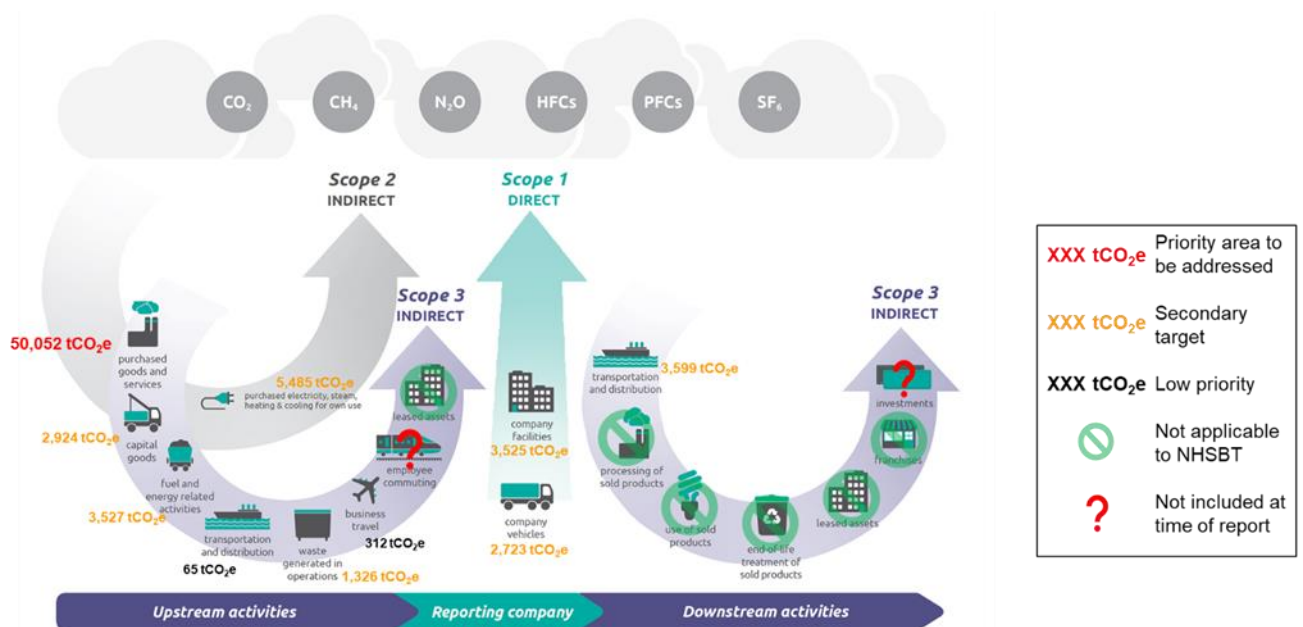 CO₂
CH₄
N₂O
HFCs
PFCs
SF₆
Scope 2
INDIRECT
Scope 1
DIRECT
Scope 3
INDIRECT
Scope 3
INDIRECT
50,052 tCO₂e
purchased
goods and
services
5,485 tCO₂e
purchased electricity, steam,
heating & cooling for own use
2,924 tCO₂e
capital
goods
3,527 tCO₂e
fuel and
energy related
activities
65 tCO₂e
transportation
and distribution
waste
generated in
operations
1,326 tCO₂e
business
travel
312 tCO₂e
?
employee
commuting
leased assets
company
facilities
3,525 tCO₂e
company
vehicles
2,723 tCO₂e
3,599 tCO₂e
transportation
and distribution
processing of
sold products
use of sold
products
end-of-life
treatment of
sold products
leased assets
franchises
?
investments
Upstream activities
Reporting company
Downstream activities
XXX tCO₂e Priority area to
be addressed
XXX tCO₂e Secondary
target
XXX tCO₂e Low priority
Not applicable
to NHSBT
? Not included at
time of report